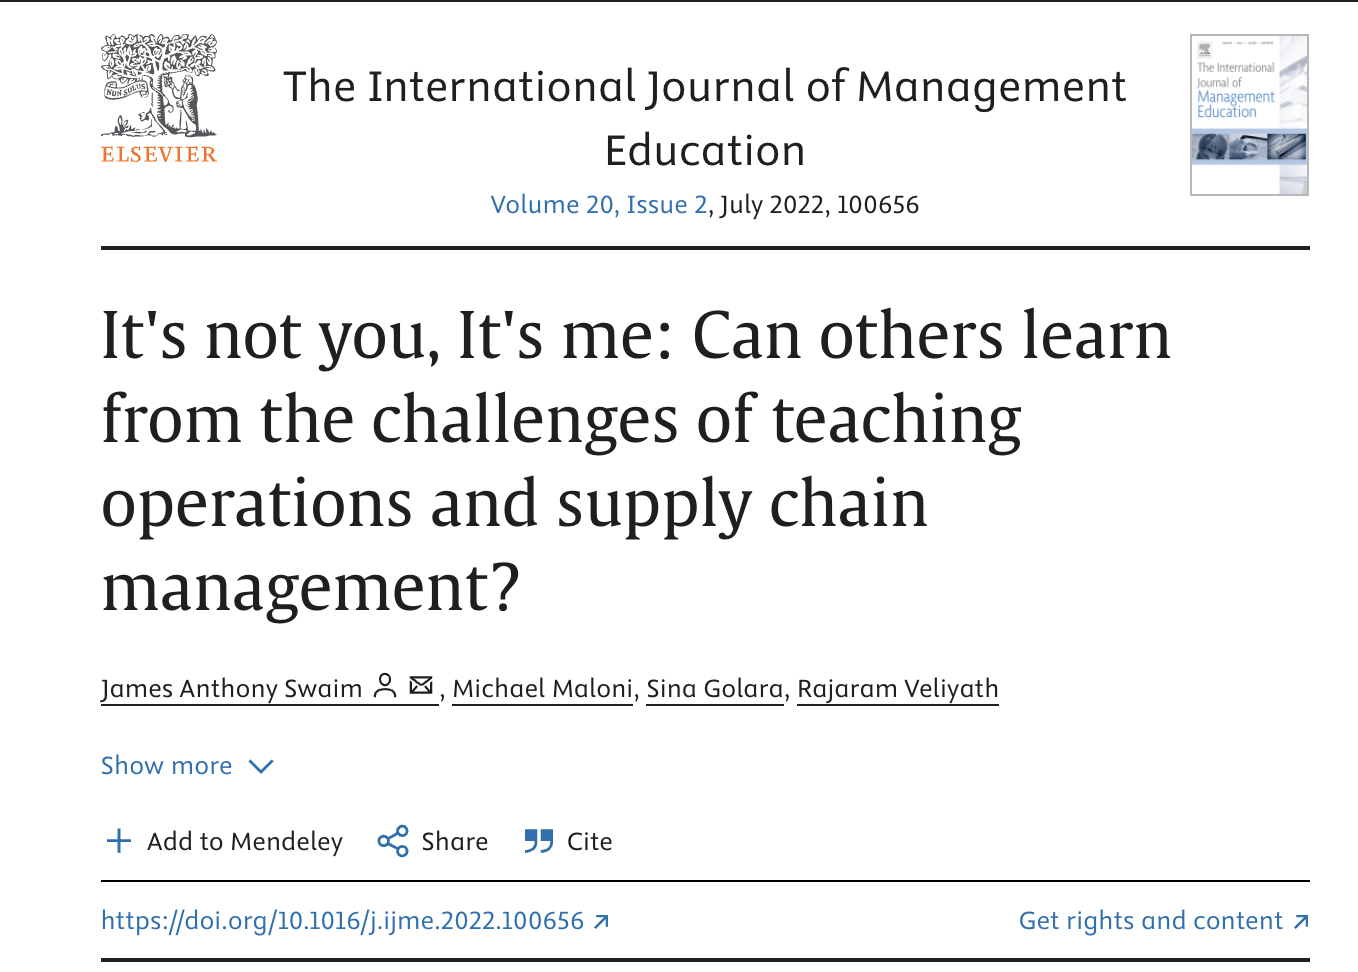 NON SOLUS
ELSEVIER
The International Journal of Management
Education
Volume 20, Issue 2, July 2022, 100656
The International
Journal of
Management
Education
It's not you, It's me: Can others learn
from the challenges of teaching
operations and supply chain
management?
James Anthony Swaim , Michael Maloni, Sina Golara, Rajaram Veliyath
Show more
Add to Mendeley Share Cite
https://doi.org/10.1016/j.ijme.2022.100656 Get rights and content